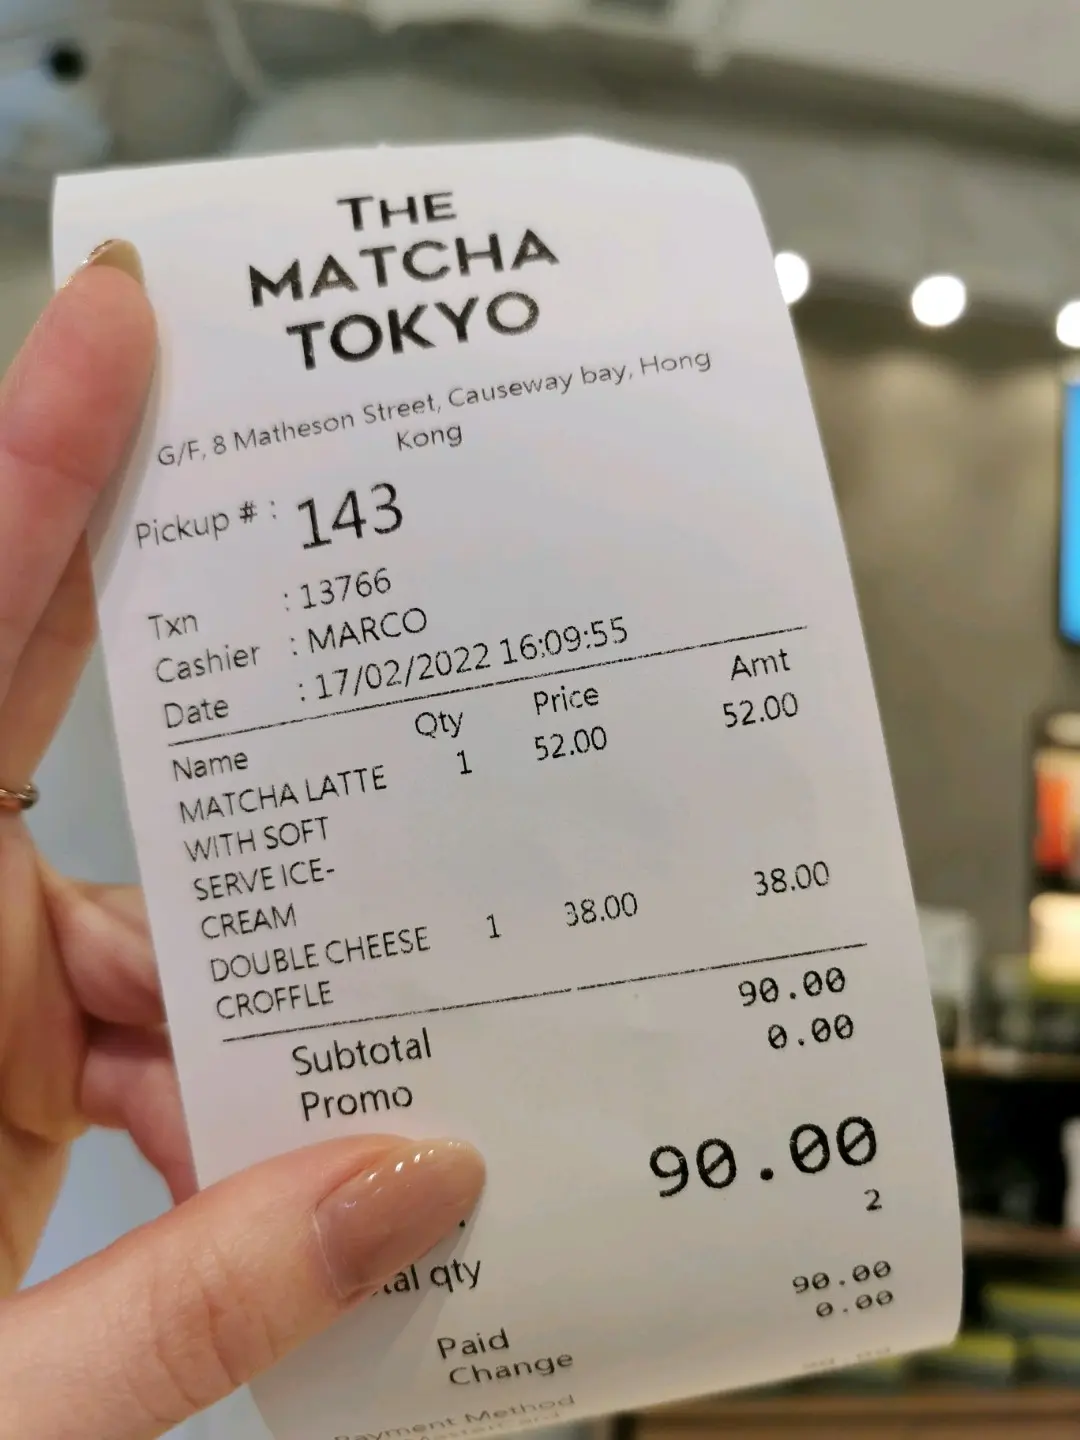 THE
MATCHA
TOKYO
G/F, 8 Matheson Street, Causeway bay, Hong
Kong
Pickup # : 143
Txn : 13766
Cashier : MARCO
Date : 17/02/2022 16:09:55
Name Qty Price Amt
MATCHA LATTE 1 52.00 52.00
WITH SOFT
SERVE ICE-
CREAM
DOUBLE CHEESE 1 38.00 38.00
CROFFLE
Subtotal 90.00
Promo 0.00
90.00
qty 2
Paid 90.00
Change 0.00
Payment Method